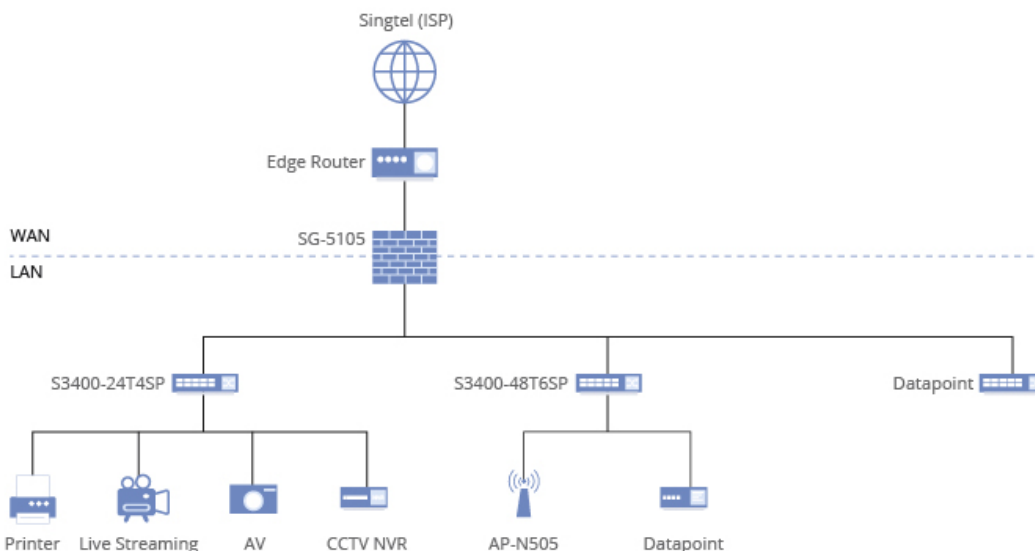 Singtel (ISP)
Edge Router
WAN
SG-5105
LAN
S3400-24T4SP
S3400-48T6SP
Datapoint
Printer
Live Streaming
AV
CCTV NVR
AP-N505
Datapoint